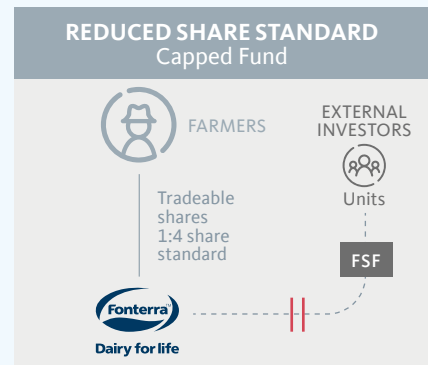 REDUCED SHARE STANDARD
Capped Fund
FARMERS
EXTERNAL
INVESTORS
Units
Tradeable
shares
1:4 share
standard
FSF
Fonterra™
Dairy for life